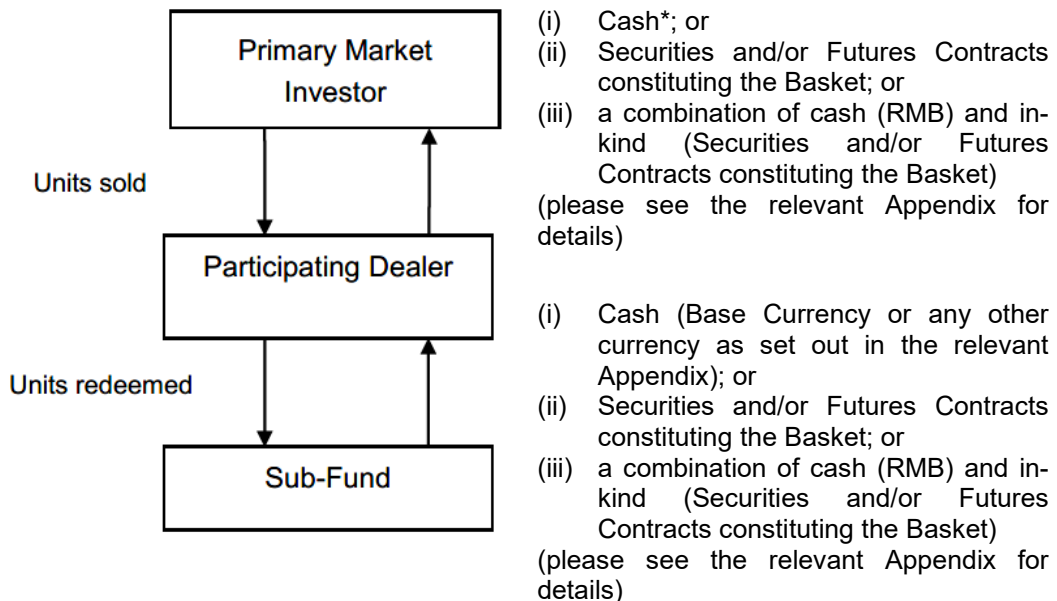 Primary Market
Investor
(i) Cash*; or
(ii) Securities and/or Futures Contracts
constituting the Basket; or
(iii) a combination of cash (RMB) and in-
kind (Securities and/or Futures
Contracts constituting the Basket)
(please see the relevant Appendix for
details)
Units sold
Participating Dealer
(i) Cash (Base Currency or any other
currency as set out in the relevant
Appendix); or
(ii) Securities and/or Futures Contracts
constituting the Basket; or
(iii) a combination of cash (RMB) and in-
kind (Securities and/or Futures
Contracts constituting the Basket)
(please see the relevant Appendix for
details)
Units redeemed
Sub-Fund